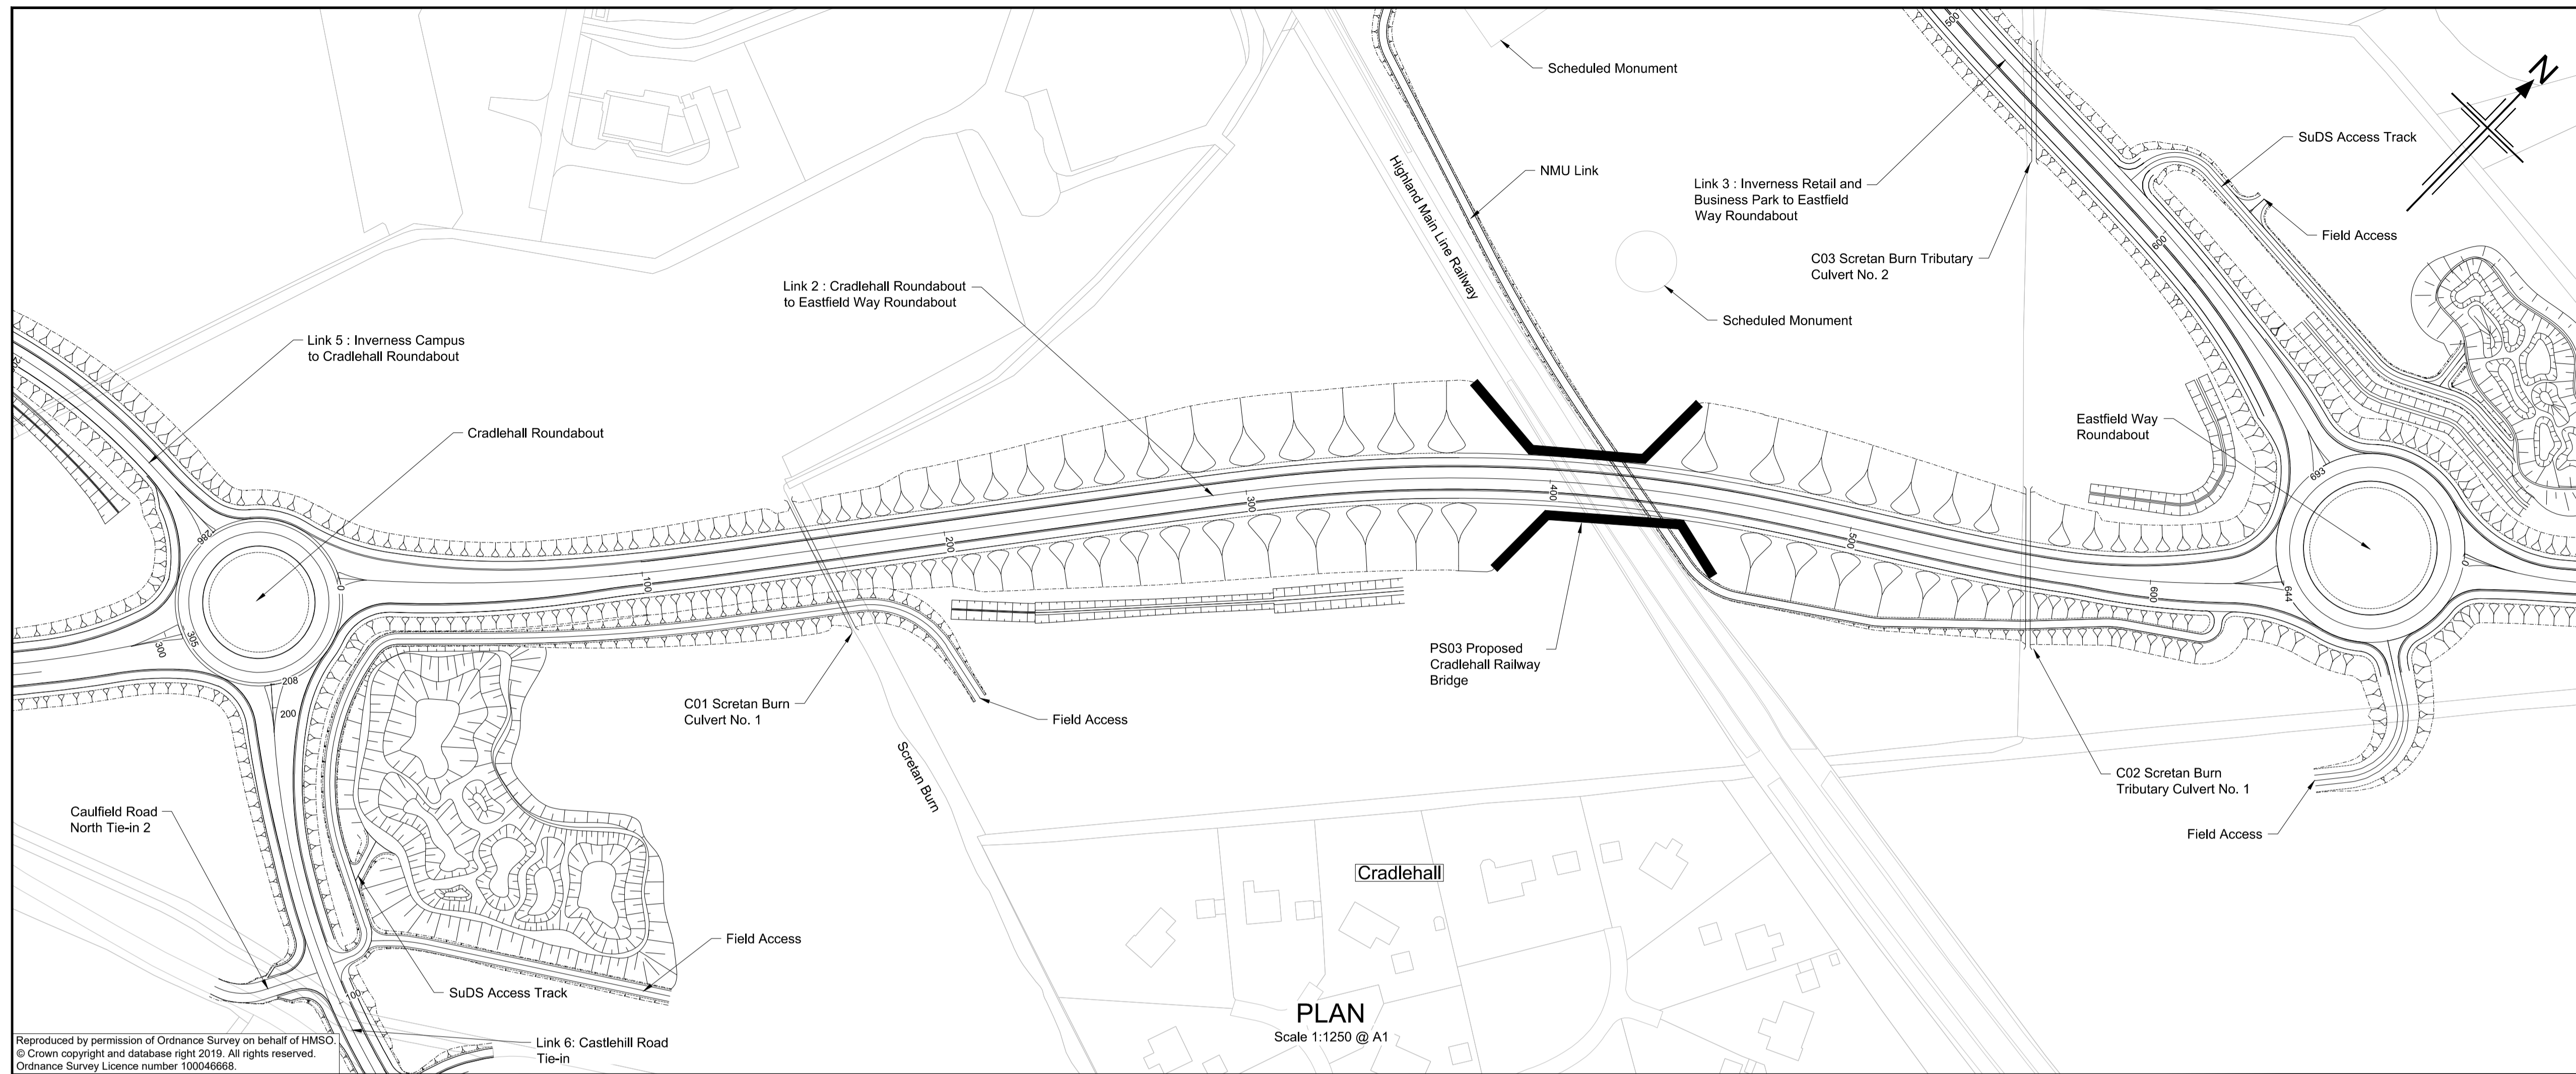 500
N
Scheduled Monument
SuDS Access Track
Highland Main Line Railway
NMU Link
Link 3 : Inverness Retail and
Business Park to Eastfield
Way Roundabout
Field Access
600
C03 Scretan Burn Tributary
Culvert No. 2
Link 2 : Cradlehall Roundabout
to Eastfield Way Roundabout
Scheduled Monument
Link 5 : Inverness Campus
to Cradlehall Roundabout
Cradlehall Roundabout
Eastfield Way
Roundabout
693
286
0
100
200
300
400
500
600
644
0
305
300
208
200
PS03 Proposed
Cradlehall Railway
Bridge
C01 Scretan Burn
Culvert No. 1
Field Access
Scretan Burn
C02 Scretan Burn
Tributary Culvert No. 1
Field Access
Caulfield Road
North Tie-in 2
Cradlehall
Field Access
SuDS Access Track
100
Link 6: Castlehill Road
Tie-in
PLAN
Scale 1:1250 @ A1
Reproduced by permission of Ordnance Survey on behalf of HMSO.
© Crown copyright and database right 2019. All rights reserved.
Ordnance Survey Licence number 100046668.